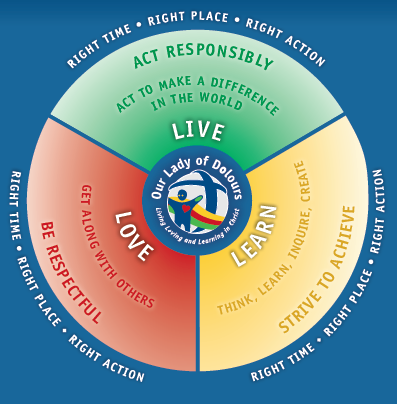 RIGHT TIME • RIGHT PLACE • RIGHT ACTION
ACT RESPONSIBLY
ACT TO MAKE A DIFFERENCE
IN THE WORLD
LIVE
Our Lady of Dolours
Living Loving and Learning in Christ
LOVE
GET ALONG WITH OTHERS
BE RESPECTFUL
RIGHT TIME • RIGHT PLACE • RIGHT ACTION
LEARN
THINK, LEARN, INQUIRE, CREATE
STRIVE TO ACHIEVE
RIGHT TIME • RIGHT PLACE • RIGHT ACTION